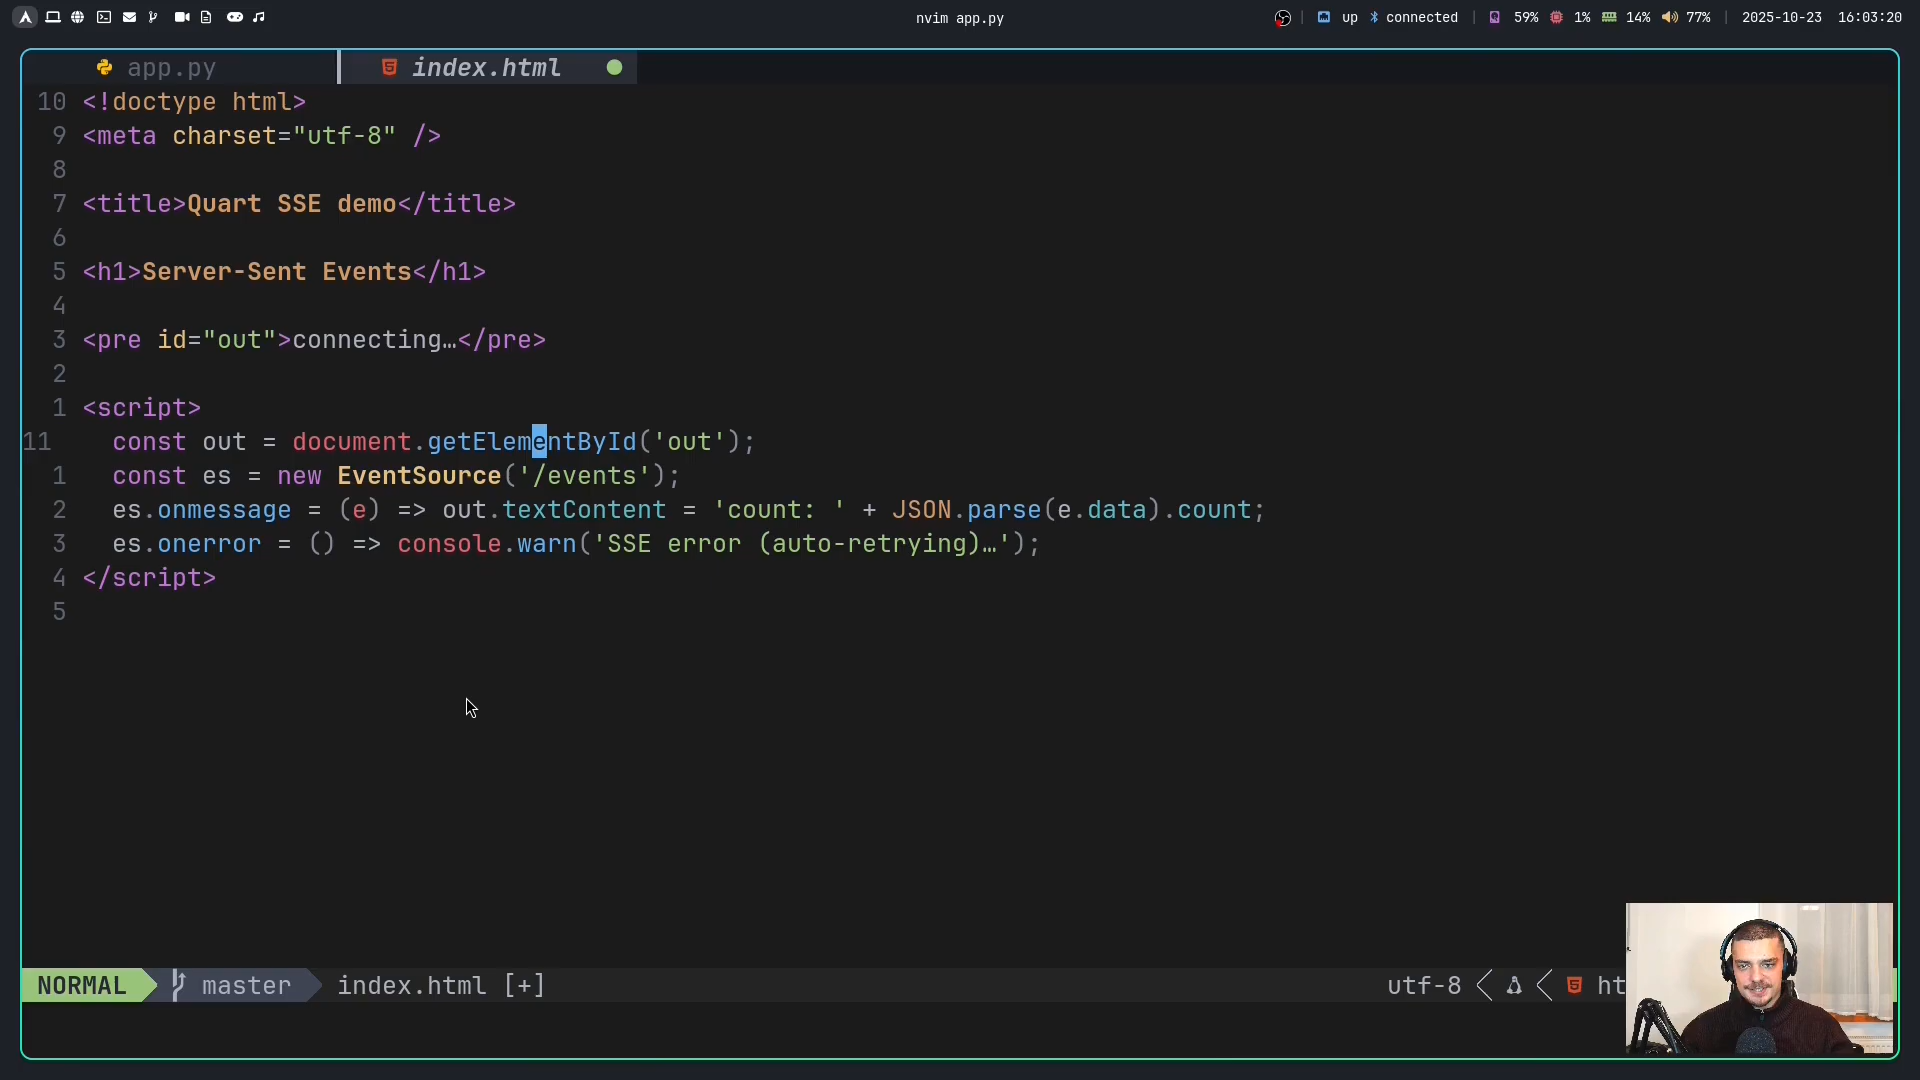 nvim app.py
up connected 59% 1% 14% 77% 2025-10-23 16:03:20
app.py index.html
10 <!doctype html>
9 <meta charset="utf-8" />
8
7 <title>Quart SSE demo</title>
6
5 <h1>Server-Sent Events</h1>
4
3 <pre id="out">connecting…</pre>
2
1 <script>
11 const out = document.getElementById('out');
1 const es = new EventSource('/events');
2 es.onmessage = (e) => out.textContent = 'count: ' + JSON.parse(e.data).count;
3 es.onerror = () => console.warn('SSE error (auto-retrying)…');
4 </script>
5
NORMAL master index.html [+] utf-8 ht